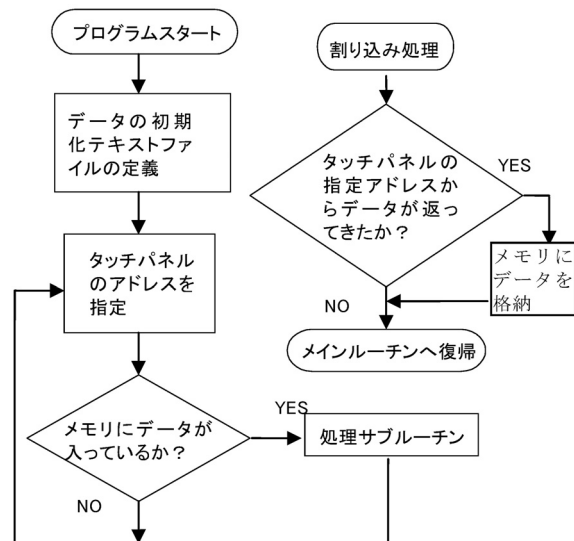 プログラムスタート
データの初期
化テキストファ
イルの定義
タッチパネル
のアドレスを
指定
メモリにデータが
入っているか？
YES
処理サブルーチン
NO
割り込み処理
タッチパネルの
指定アドレスか
らデータが返っ
てきたか？
YES
メモリに
データを
格納
NO
メインルーチンへ復帰